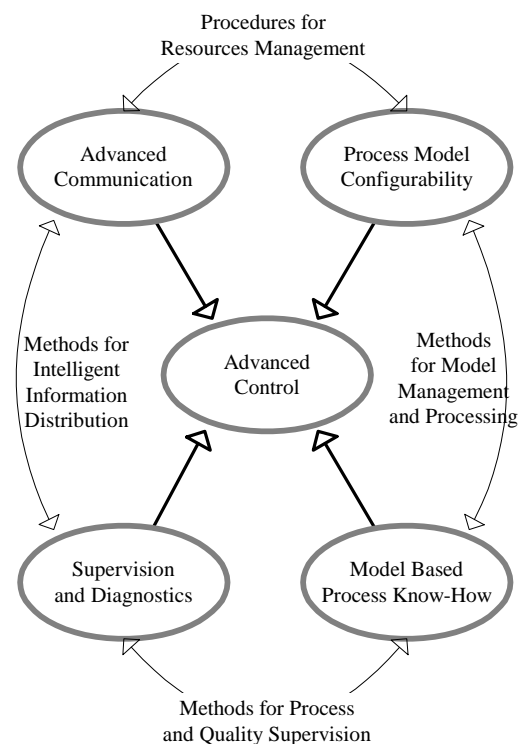 Procedures for
Resources Management
Advanced
Communication
Process Model
Configurability
Methods for
Intelligent
Information
Distribution
Advanced
Control
Methods
for Model
Management
and Processing
Supervision
and Diagnostics
Model Based
Process Know-How
Methods for Process
and Quality Supervision